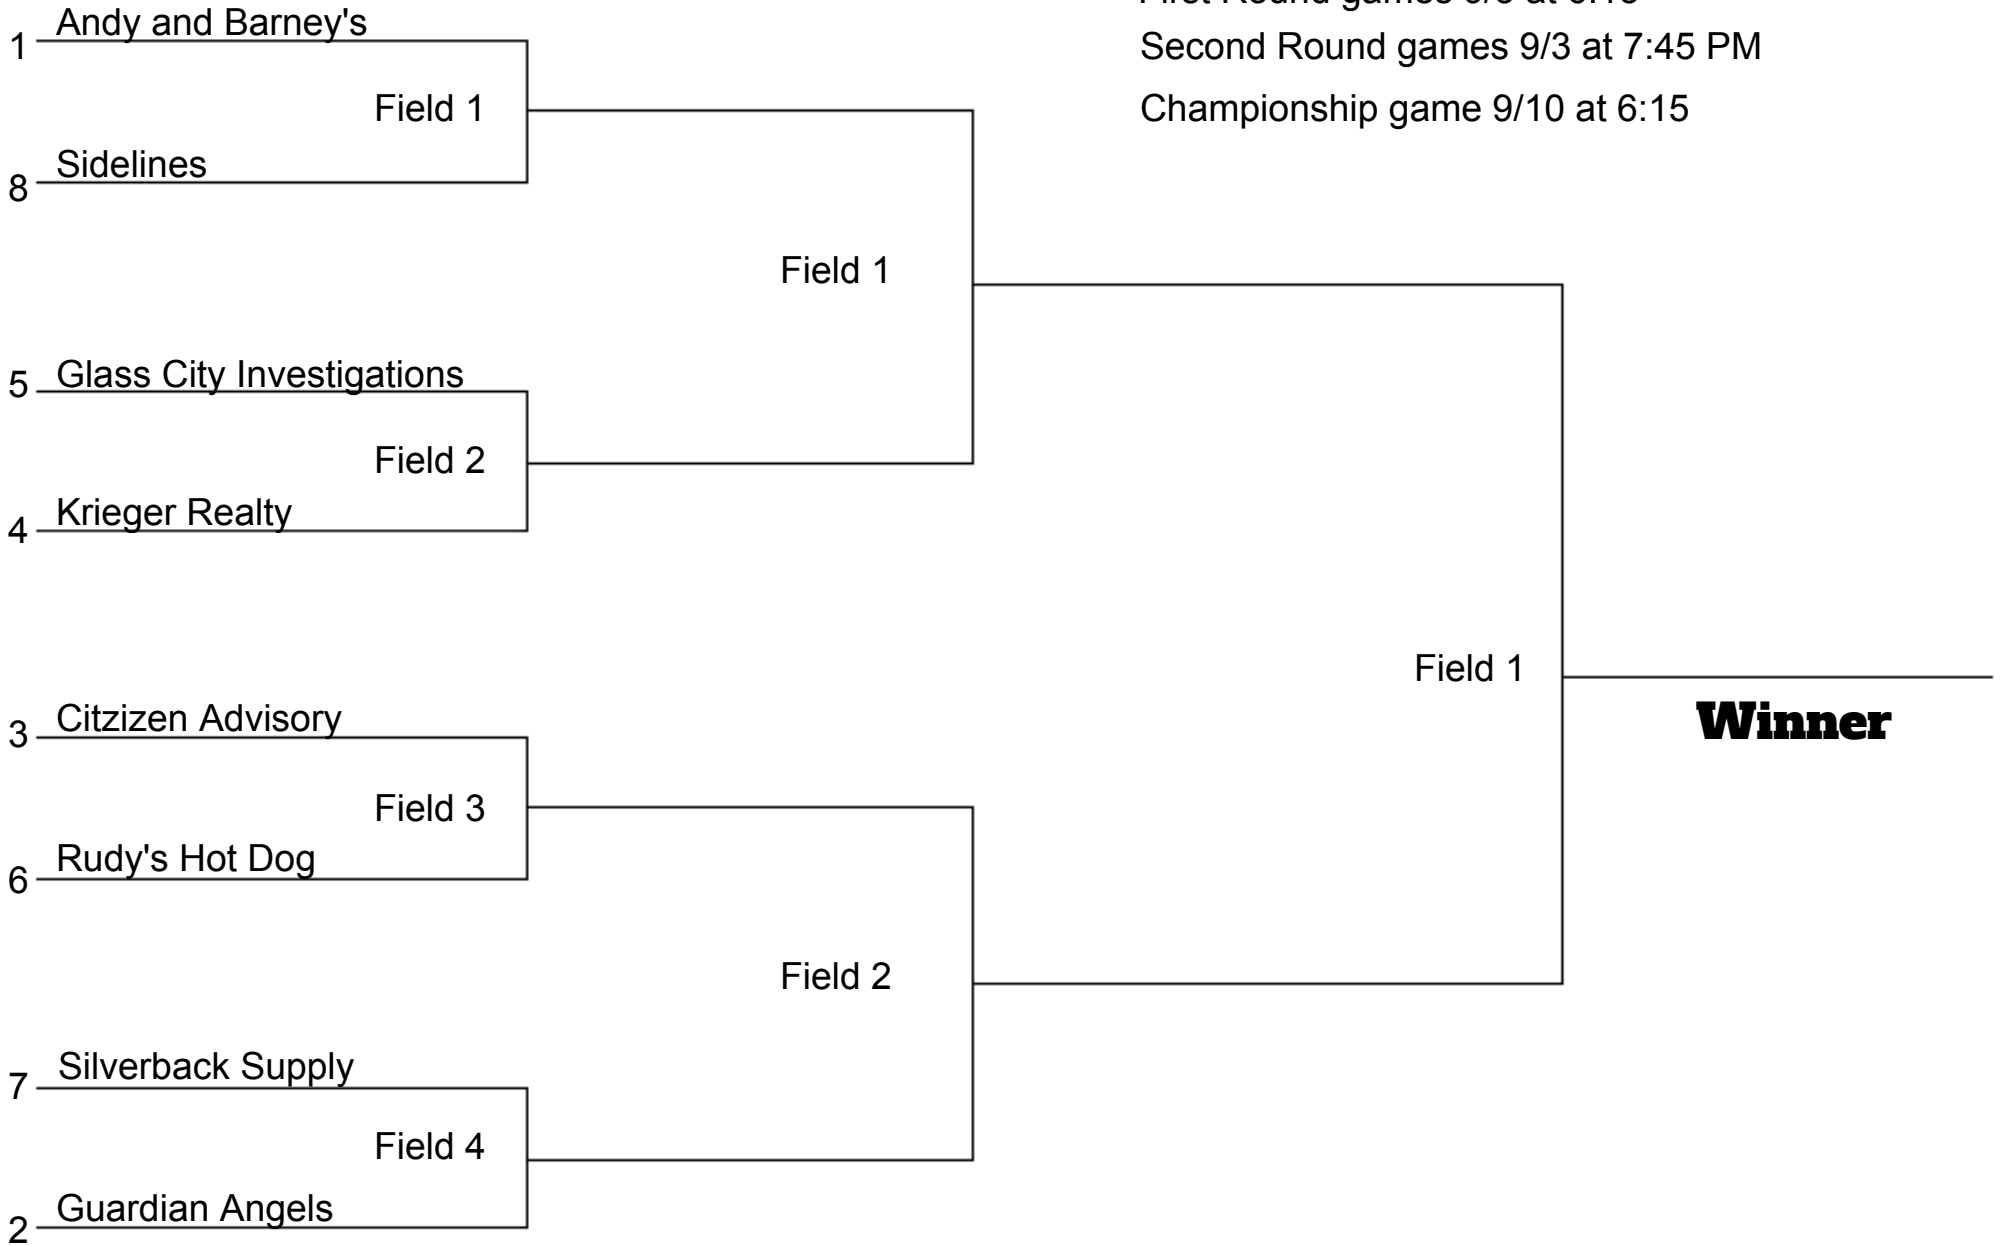 First Round games
Second Round games 9/3 at 7:45 PM
Championship game 9/10 at 6:15
1 Andy and Barney's
Field 1
8 Sidelines
Field 1
5 Glass City Investigations
Field 2
4 Krieger Realty
Field 1
Winner
3 Citzizen Advisory
Field 3
6 Rudy's Hot Dog
Field 2
7 Silverback Supply
Field 4
2 Guardian Angels